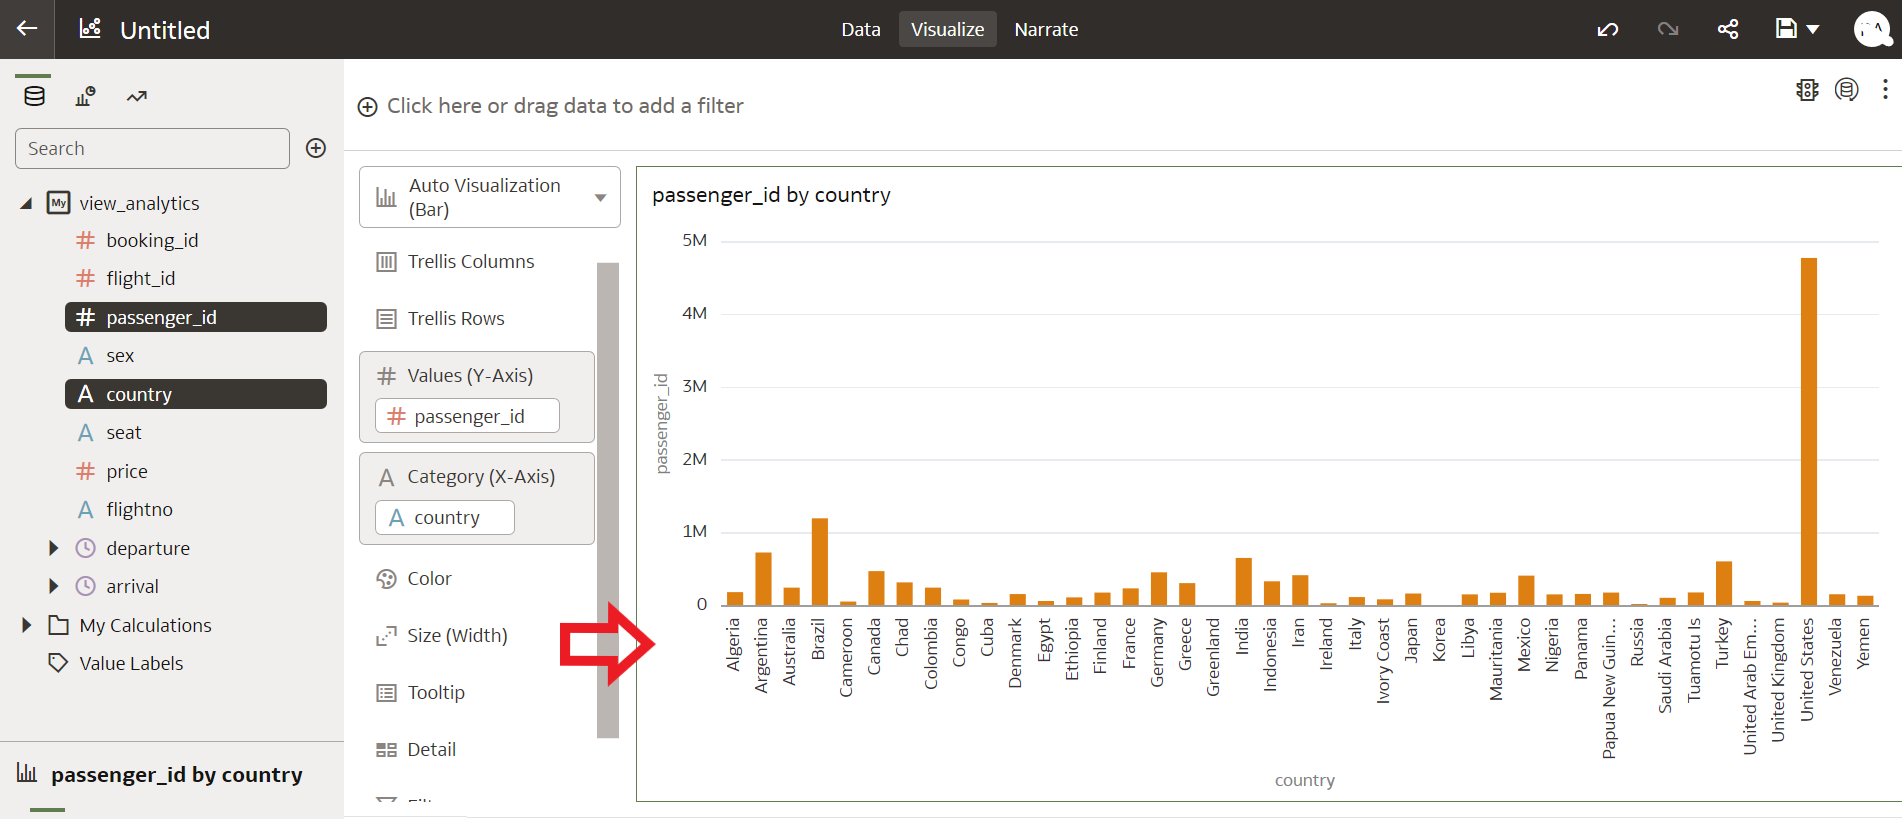 Untitled
Data
Visualize
Narrate
Click here or drag data to add a filter
Search
My
view_analytics
# booking_id
# flight_id
# passenger_id
A sex
A country
A seat
# price
A flightno
departure
arrival
My Calculations
Value Labels
passenger_id by country
Auto Visualization
(Bar)
Trellis Columns
Trellis Rows
# Values (Y-Axis)
# passenger_id
A Category (X-Axis)
A country
Color
Size (Width)
Tooltip
Detail
passenger_id by country
5M
4M
3M
2M
1M
0
passenger_id
Algeria
Argentina
Australia
Brazil
Cameroon
Canada
Chad
Colombia
Congo
Cuba
Denmark
Egypt
Ethiopia
Finland
France
Germany
Greece
Greenland
India
Indonesia
Iran
Ireland
Italy
Ivory Coast
Japan
Korea
Libya
Mauritania
Mexico
Nigeria
Panama
Papua New Guin...
Russia
Saudi Arabia
Tuamotu Is
Turkey
United Arab Em...
United Kingdom
United States
Venezuela
Yemen
country